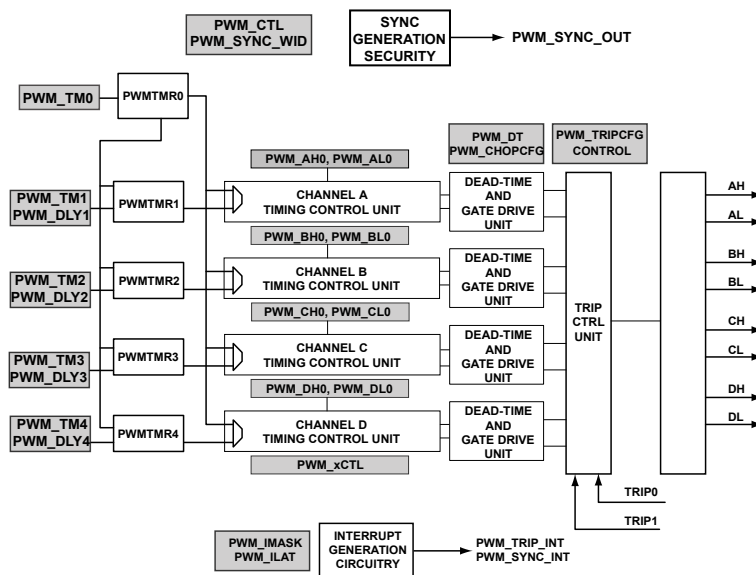 PWM_CTL
PWM_SYNC_WID
SYNC
GENERATION
SECURITY
PWM_SYNC_OUT
PWM_TM0
PWMTMR0
PWM_DT
PWM_CHOPCFG
PWM_TRIPCFG
CONTROL
PWM_AH0, PWM_AL0
PWM_TM1
PWM_DLY1
PWMTMR1
CHANNEL A
TIMING CONTROL UNIT
DEAD-TIME
AND
GATE DRIVE
UNIT
AH
AL
PWM_BH0, PWM_BL0
PWM_TM2
PWM_DLY2
PWMTMR2
CHANNEL B
TIMING CONTROL UNIT
DEAD-TIME
AND
GATE DRIVE
UNIT
BH
BL
TRIP
CTRL
UNIT
PWM_CH0, PWM_CL0
PWM_TM3
PWM_DLY3
PWMTMR3
CHANNEL C
TIMING CONTROL UNIT
DEAD-TIME
AND
GATE DRIVE
UNIT
CH
CL
PWM_DH0, PWM_DL0
PWM_TM4
PWM_DLY4
PWMTMR4
CHANNEL D
TIMING CONTROL UNIT
DEAD-TIME
AND
GATE DRIVE
UNIT
DH
DL
PWM_xCTL
TRIP0
TRIP1
PWM_IMASK
PWM_ILAT
INTERRUPT
GENERATION
CIRCUITRY
PWM_TRIP_INT
PWM_SYNC_INT